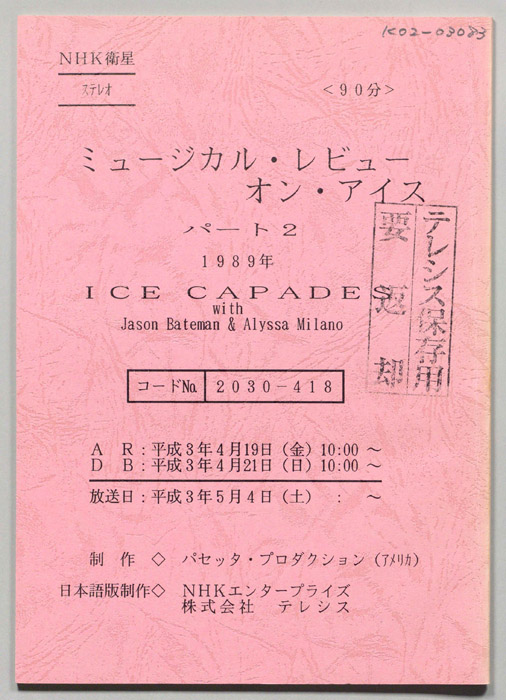 K02-03083
NHK衛星
ステレオ
<90分>
ミュージカル・レビュー
オン・アイス
パート2
1989年
ICE CAPADES
with
Jason Bateman & Alyssa Milano
テレシス保存用
要返却
コードNo. 2030-418
A R:平成3年4月19日(金)10:00 ~
D B:平成3年4月21日(日)10:00 ~
放送日:平成3年5月4日(土) : ~
制 作 ◇ パセッタ・プロダクション(アメリカ)
日本語版制作◇ NHKエンタープライズ
株式会社 テレシス